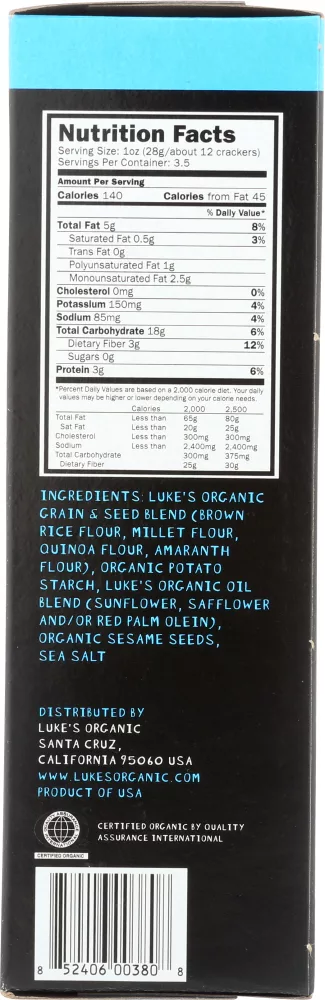 Nutrition Facts
Serving Size: 1oz (28g/about 12 crackers)
Servings Per Container: 3.5
Amount Per Serving
Calories 140 Calories from Fat 45
% Daily Value*
Total Fat 5g 8%
Saturated Fat 0.5g 3%
Trans Fat 0g
Polyunsaturated Fat 1g
Monounsaturated Fat 2.5g
Cholesterol 0mg 0%
Potassium 150mg 4%
Sodium 85mg 4%
Total Carbohydrate 18g 6%
Dietary Fiber 3g 12%
Sugars 0g
Protein 3g 6%
*Percent Daily Values are based on a 2,000 calorie diet. Your daily
values may be higher or lower depending on your calorie needs.
Calories 2,000 2,500
Total Fat Less than 65g 80g
Sat Fat Less than 20g 25g
Cholesterol Less than 300mg 300mg
Sodium Less than 2,400mg 2,400mg
Total Carbohydrate 300mg 375mg
Dietary Fiber 25g 30g
INGREDIENTS: LUKE'S ORGANIC
GRAIN & SEED BLEND (BROWN
RICE FLOUR, MILLET FLOUR,
QUINOA FLOUR, AMARANTH
FLOUR), ORGANIC POTATO
STARCH, LUKE'S ORGANIC OIL
BLEND (SUNFLOWER, SAFFLOWER
AND/OR RED PALM OLEIN),
ORGANIC SESAME SEEDS,
SEA SALT
DISTRIBUTED BY
LUKE'S ORGANIC
SANTA CRUZ,
CALIFORNIA 95060 USA
WWW.LUKESORGANIC.COM
PRODUCT OF USA
CERTIFIED ORGANIC BY QUALITY
ASSURANCE INTERNATIONAL
CERTIFIED ORGANIC
8 52406 00380 8